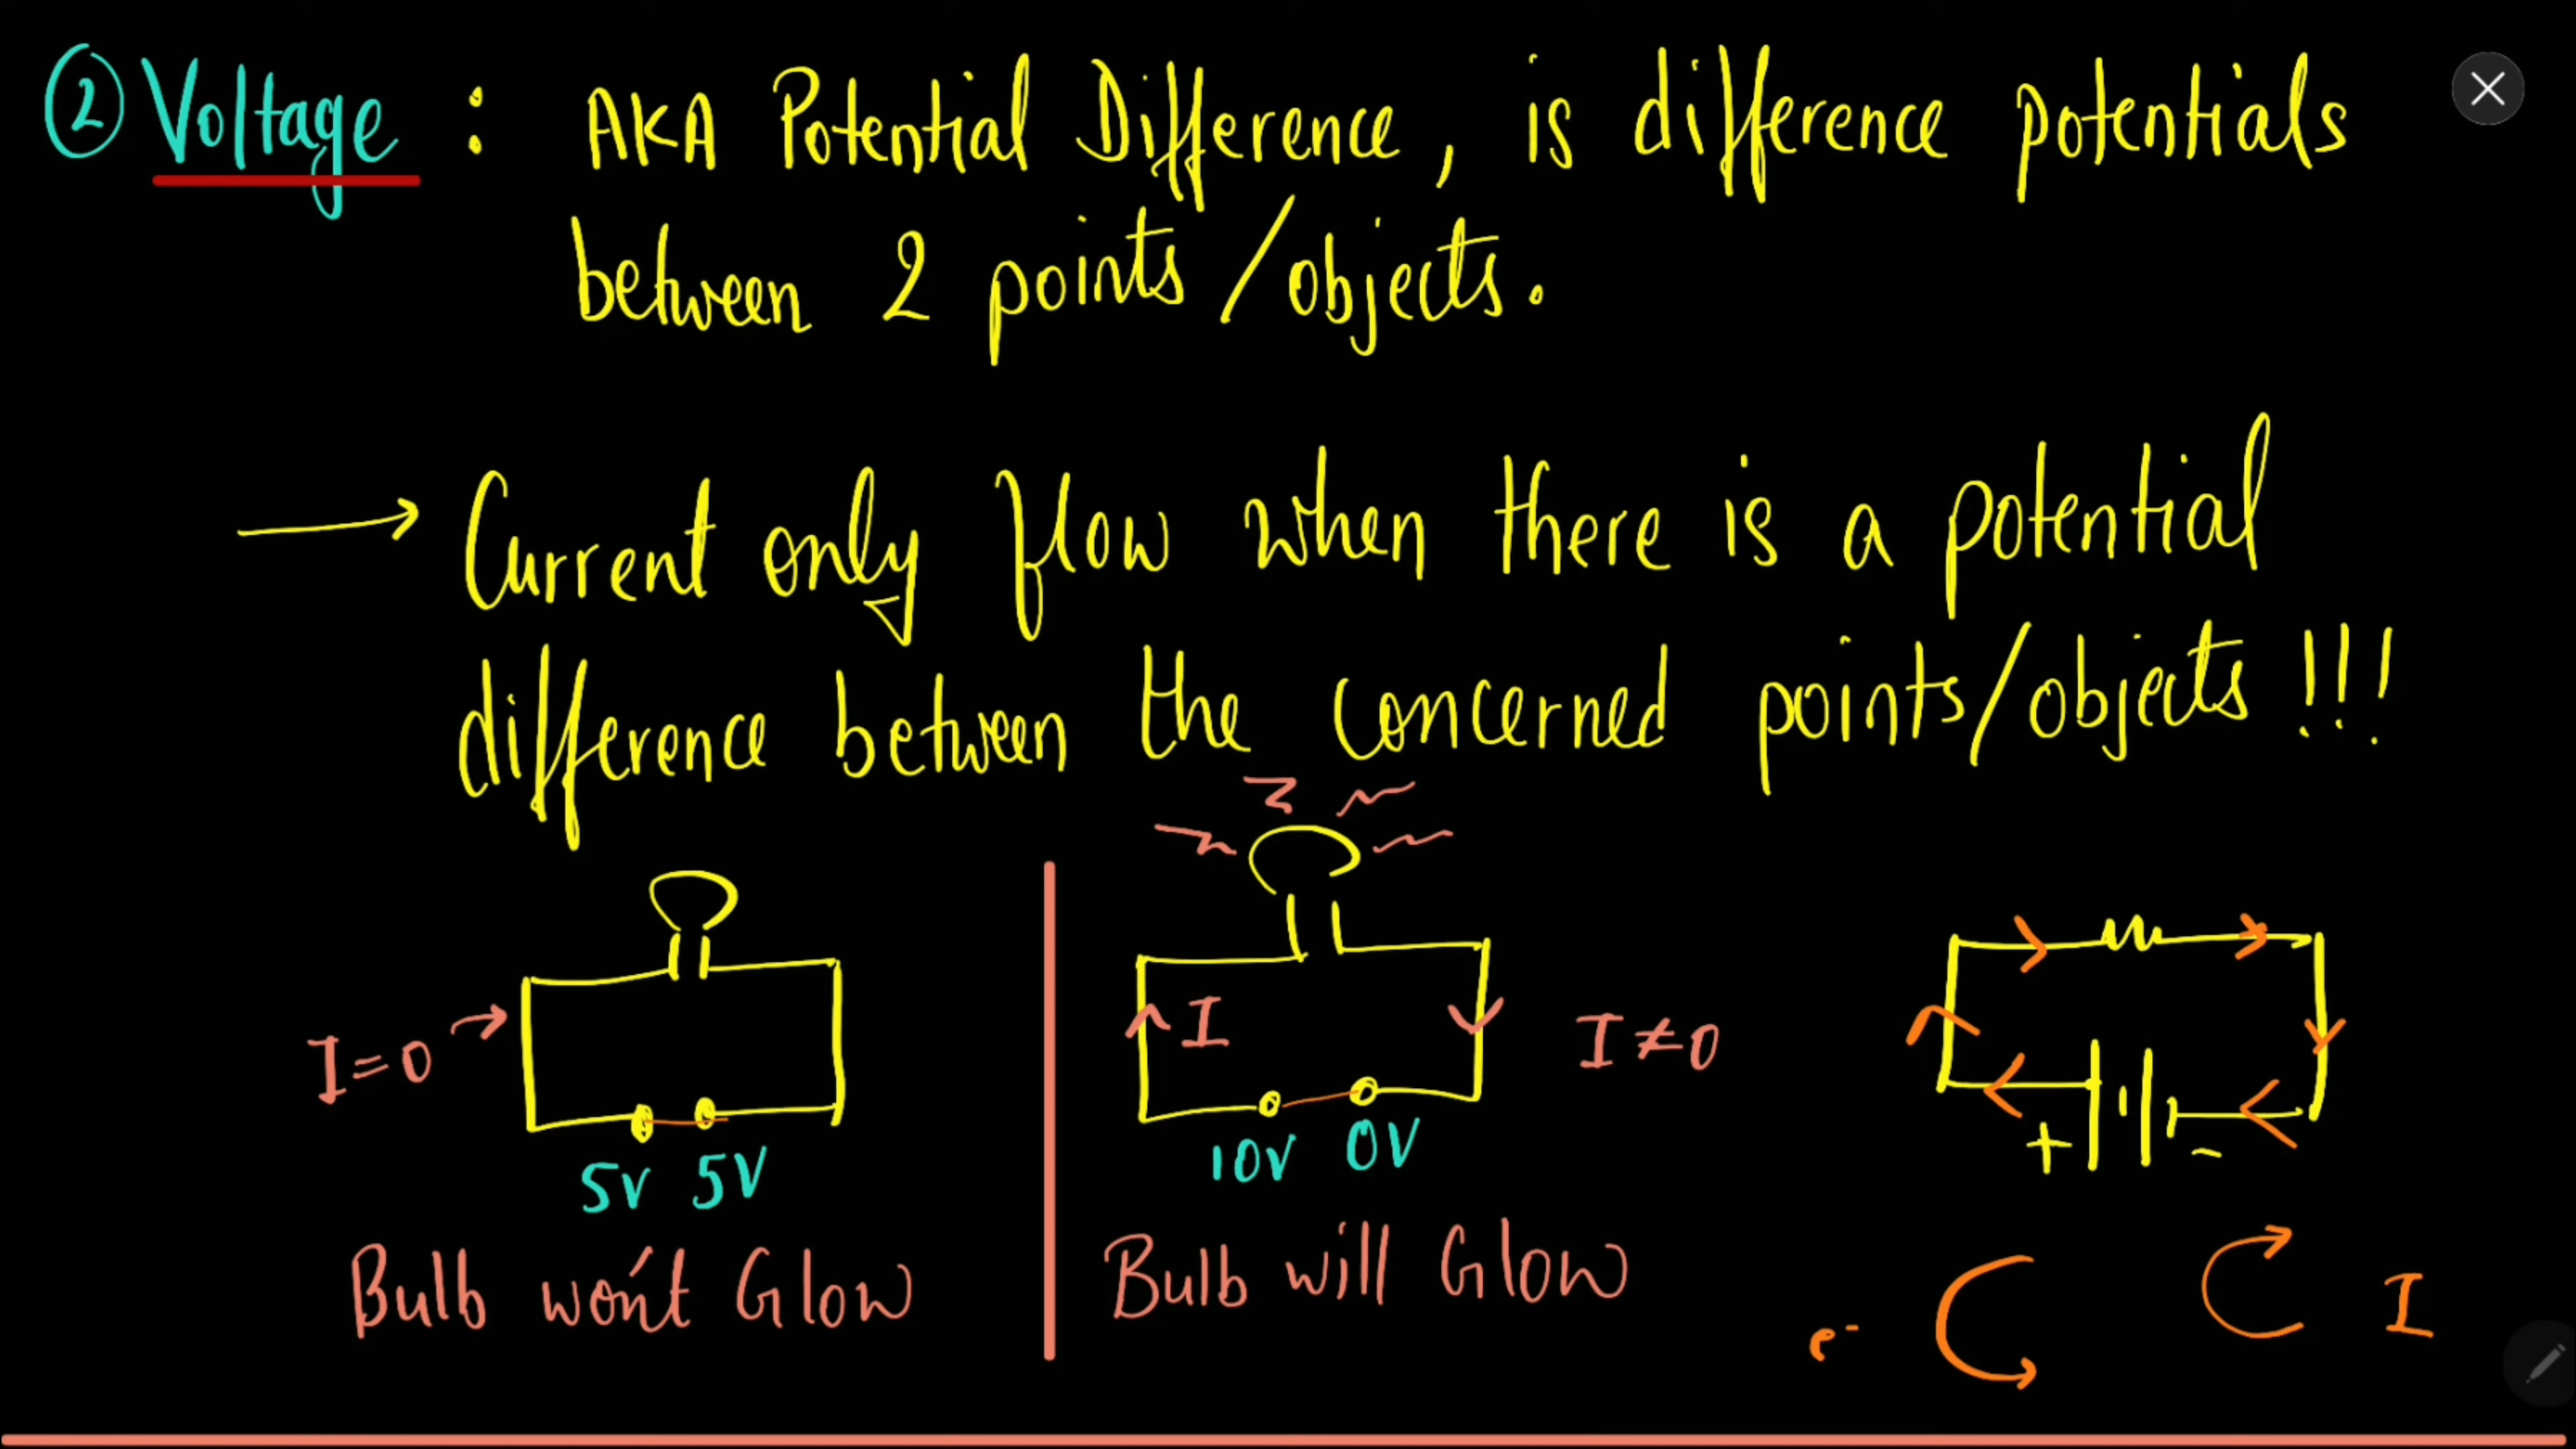 ② Voltage : AKA Potential Difference, is difference potentials
between 2 points/objects.
→ Current only flow when there is a potential
difference between the concerned points/objects !!!
I=0 →
I
I≠0
5V 5V
10V 0V
+ -
Bulb won't Glow
Bulb will Glow
e-
I